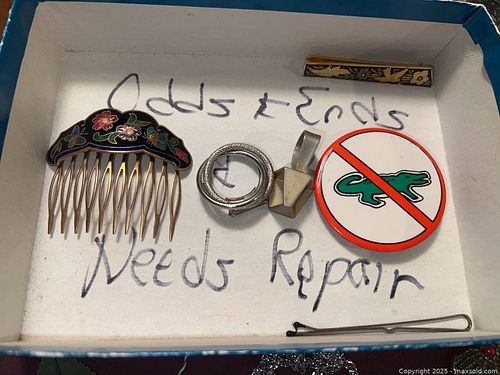 Odds & Ends
Needs Repair
Copyright 2025 - maxsold.com